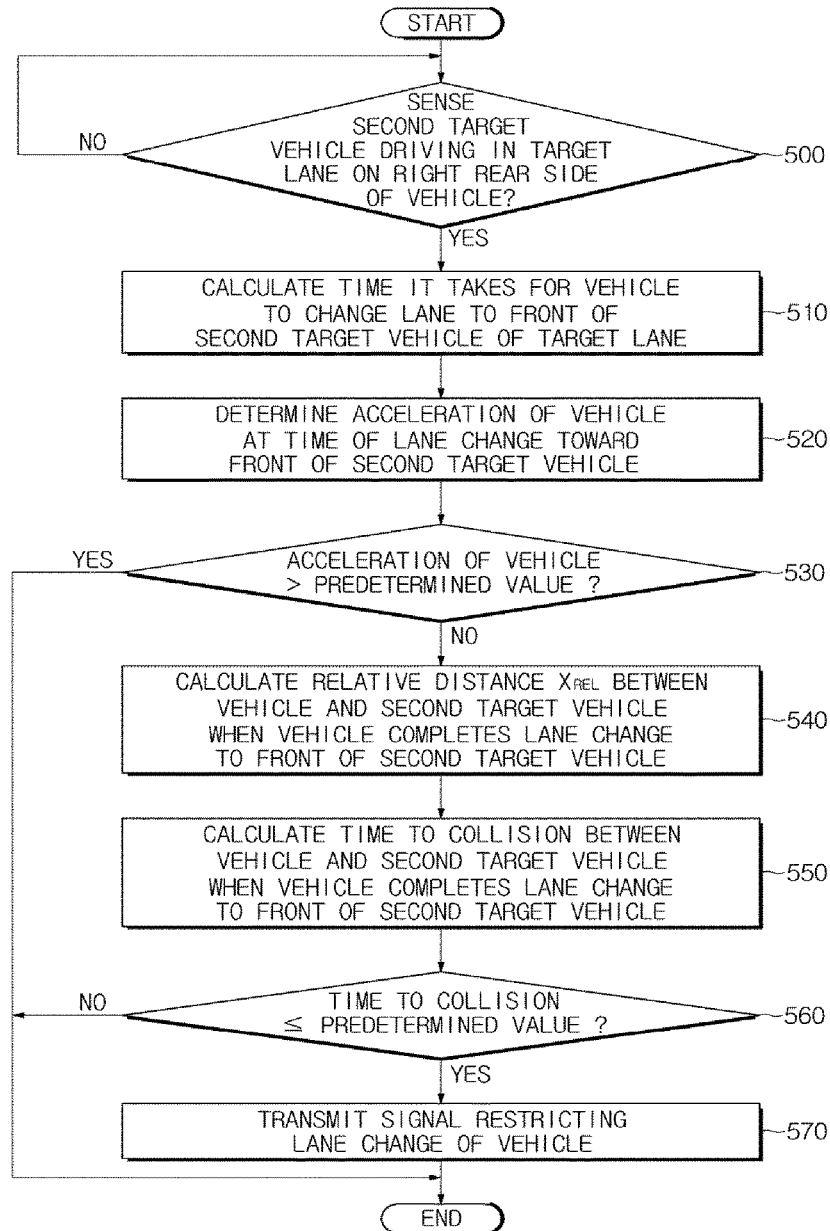 START
SENSE
SECOND TARGET
VEHICLE DRIVING IN TARGET
LANE ON RIGHT REAR SIDE
OF VEHICLE?
NO
500
YES
CALCULATE TIME IT TAKES FOR VEHICLE
TO CHANGE LANE TO FRONT OF
SECOND TARGET VEHICLE OF TARGET LANE
510
DETERMINE ACCELERATION OF VEHICLE
AT TIME OF LANE CHANGE TOWARD
FRONT OF SECOND TARGET VEHICLE
520
YES
ACCELERATION OF VEHICLE
> PREDETERMINED VALUE ?
530
NO
CALCULATE RELATIVE DISTANCE XREL BETWEEN
VEHICLE AND SECOND TARGET VEHICLE
WHEN VEHICLE COMPLETES LANE CHANGE
TO FRONT OF SECOND TARGET VEHICLE
540
CALCULATE TIME TO COLLISION BETWEEN
VEHICLE AND SECOND TARGET VEHICLE
WHEN VEHICLE COMPLETES LANE CHANGE
TO FRONT OF SECOND TARGET VEHICLE
550
NO
TIME TO COLLISION
≤ PREDETERMINED VALUE ?
560
YES
TRANSMIT SIGNAL RESTRICTING
LANE CHANGE OF VEHICLE
570
END